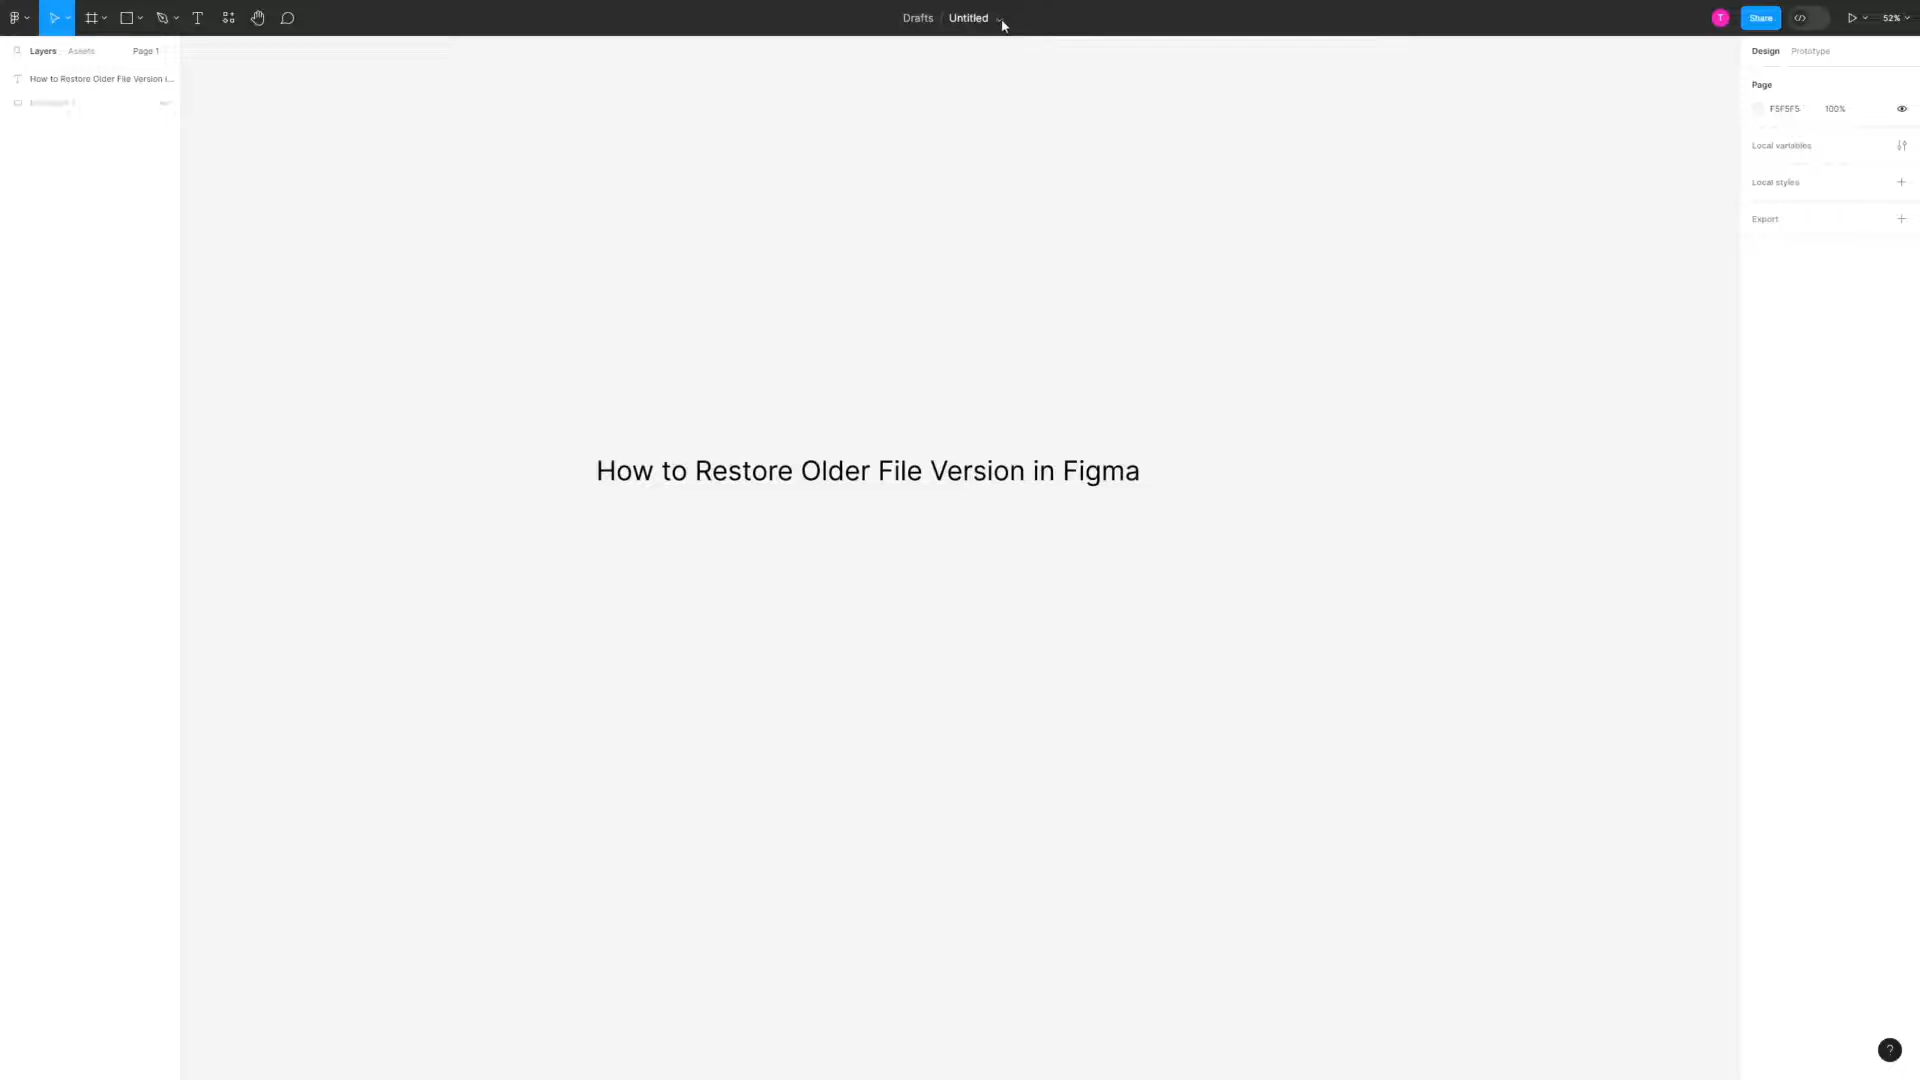 Drafts / Untitled
T
Share
52%
Layers
Assets
Page 1
Design
Prototype
How to Restore Older File Version i...
Page
F5F5F5
100%
Local variables
Local styles
Export
How to Restore Older File Version in Figma
?